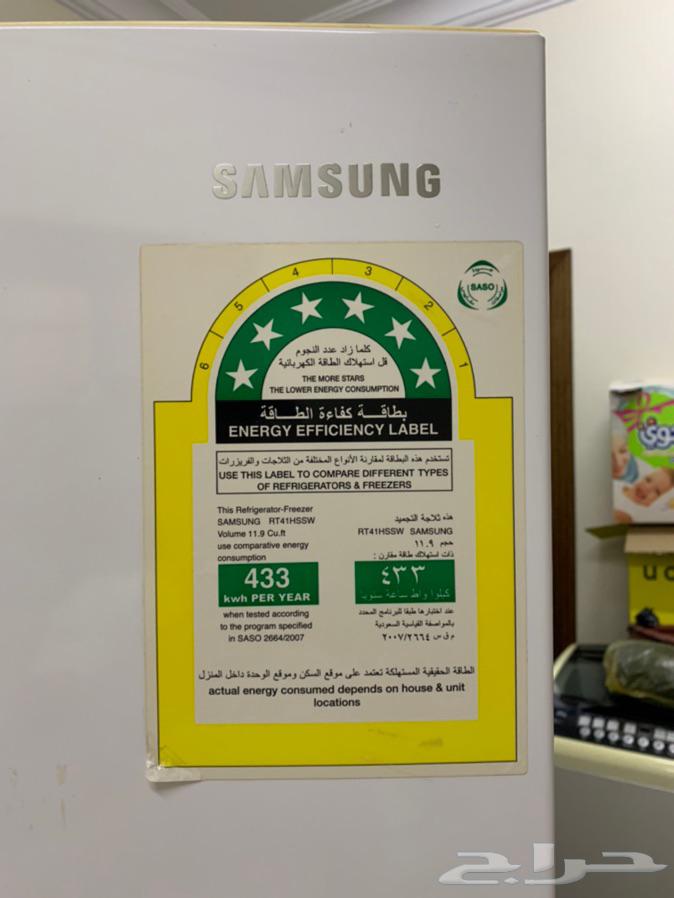 SAMSUNG
SASO
1
2
3
4
5
6
كلما زاد عدد النجوم
قل استهلاك الطاقة الكهربائية
THE MORE STARS
THE LOWER ENERGY CONSUMPTION
بطاقة كفاءة الطاقة
ENERGY EFFICIENCY LABEL
تستخدم هذه البطاقة لمقارنة الأنواع المختلفة من الثلاجات والفريزرات
USE THIS LABEL TO COMPARE DIFFERENT TYPES
OF REFRIGERATORS & FREEZERS
This Refrigerator-Freezer
SAMSUNG RT41HSSW
Volume 11.9 Cu.ft
use comparative energy
consumption
433
kwh PER YEAR
when tested according
to the program specified
in SASO 2664/2007
هذه ثلاجة التجميد
RT41HSSW SAMSUNG
حجم ١١.٩
ذات استهلاك طاقة مقارن :
٤٣٣
كيلوا واط ساعة سنويا
عند اختبارها طبقا للبرنامج المحدد
بالمواصفة القياسية السعودية
م ق س ٢٠٠٧/٢٦٦٤
الطاقة الحقيقية المستهلكة تعتمد على موقع السكن وموقع الوحدة داخل المنزل
actual energy consumed depends on house & unit
locations
حراج